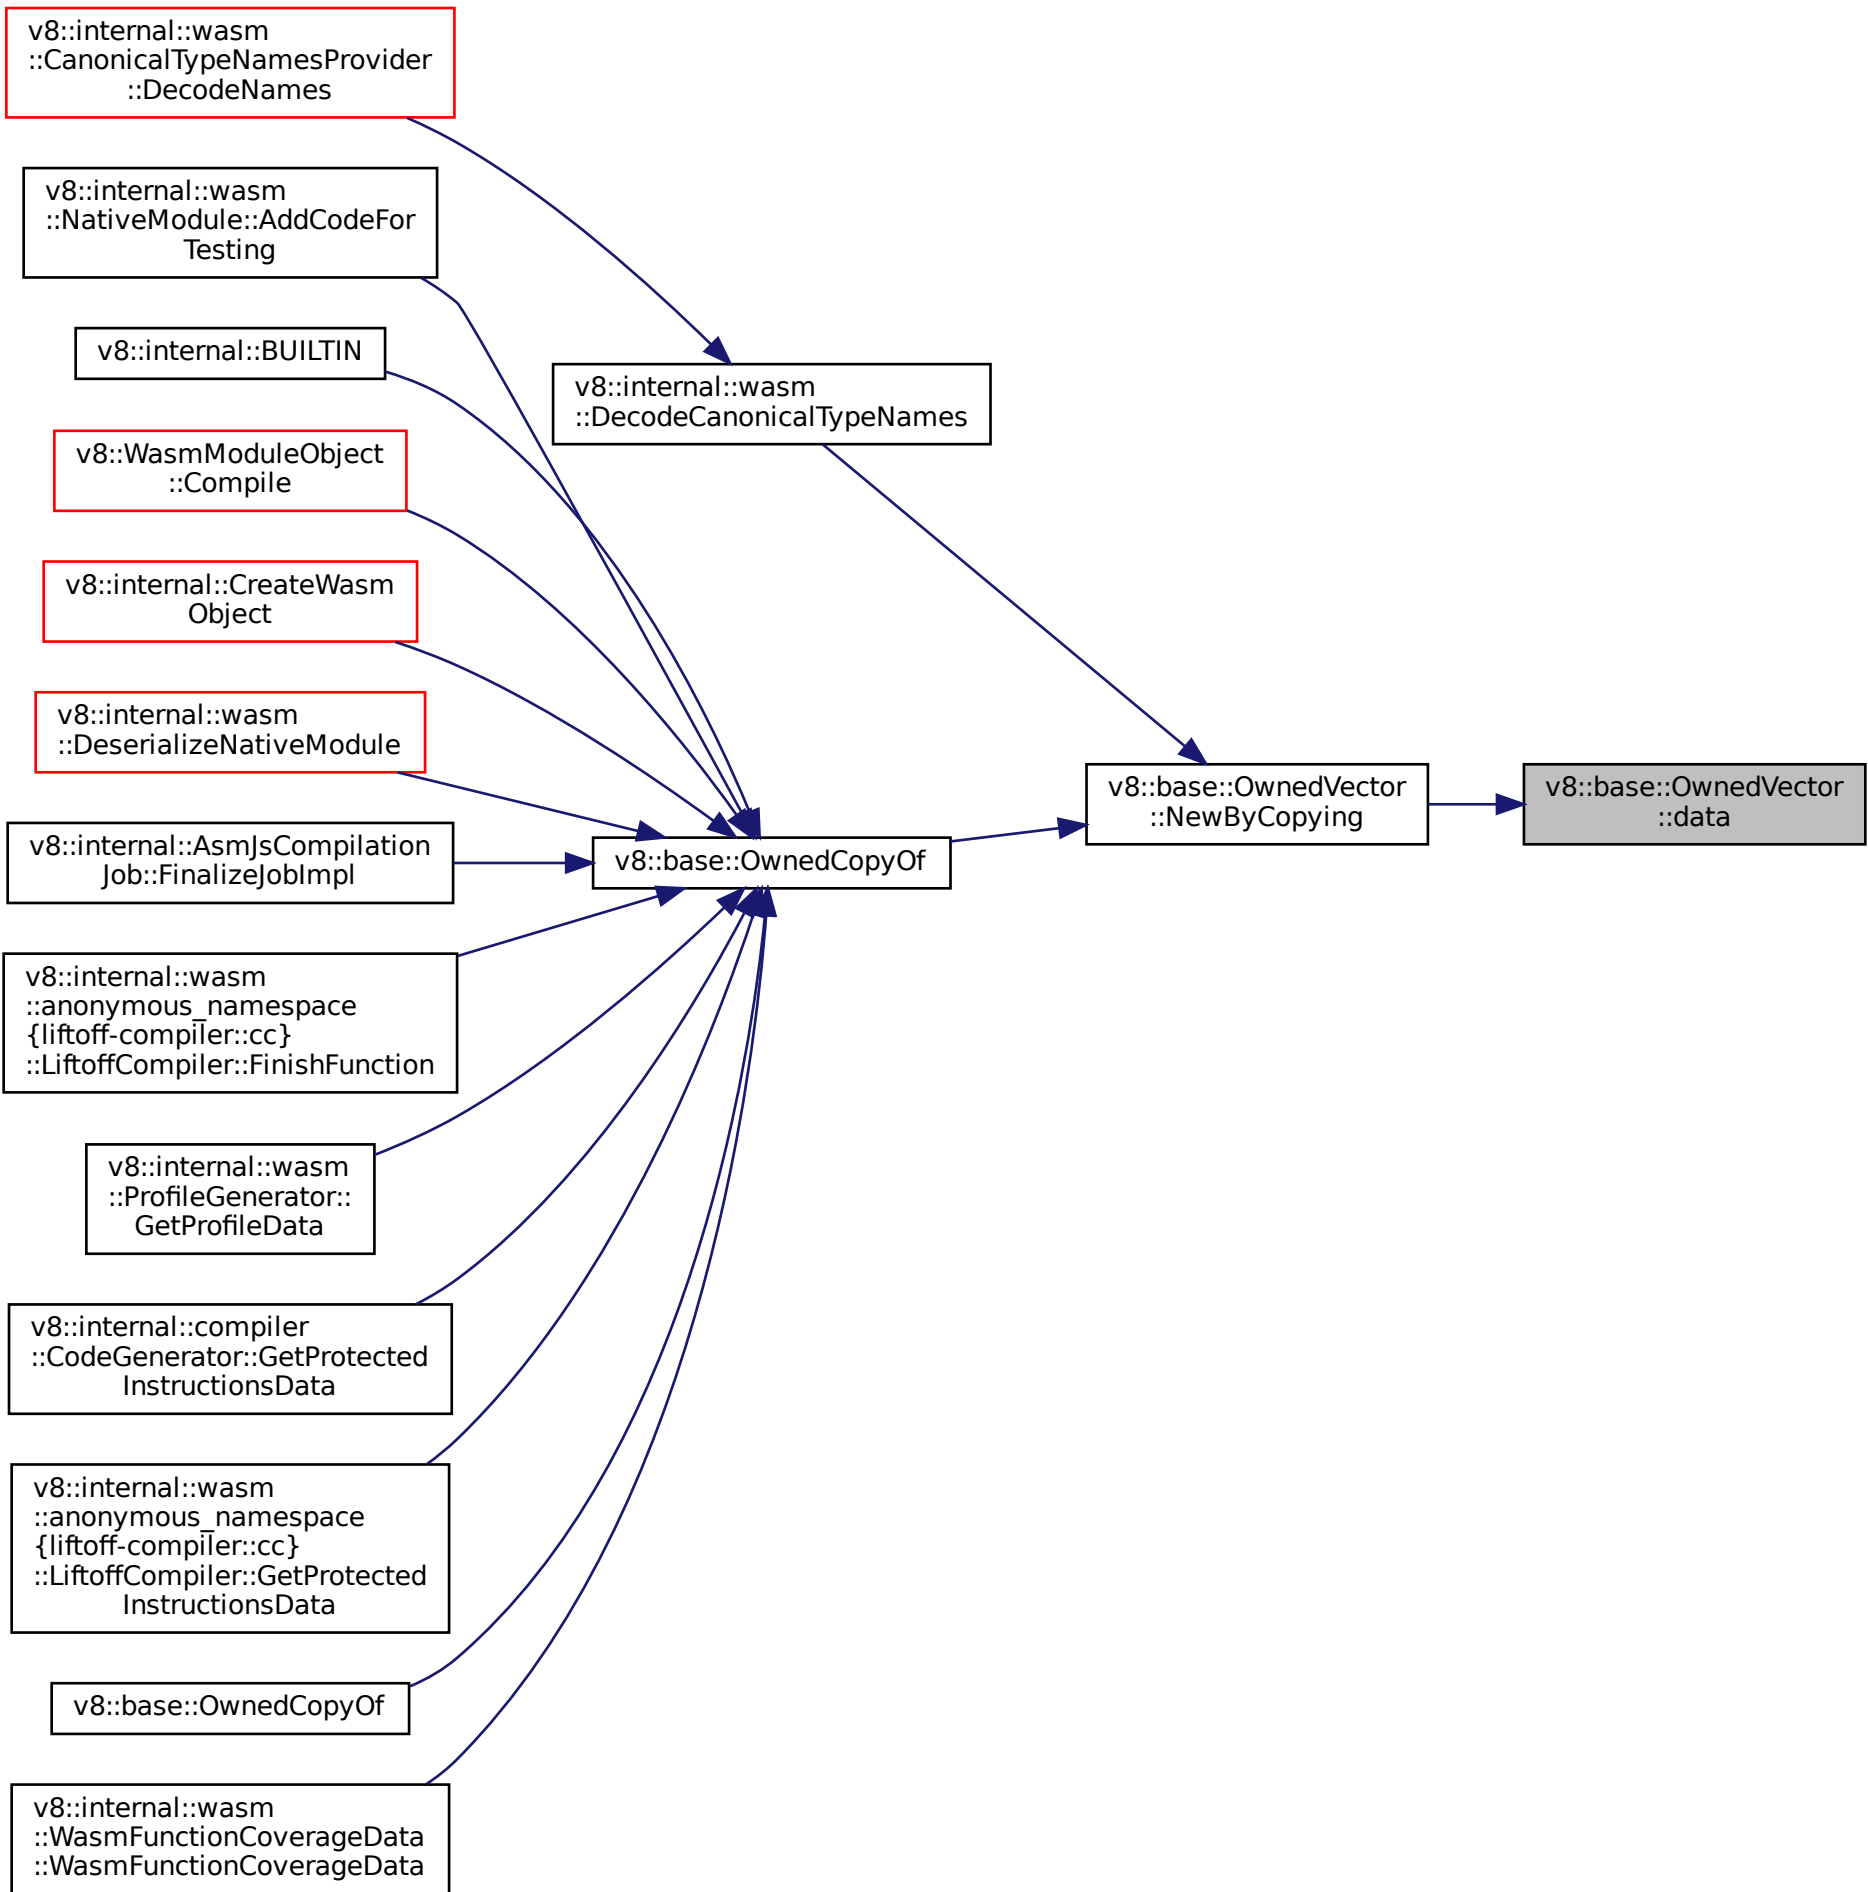 v8::internal::wasm
::CanonicalTypeNamesProvider
::DecodeNames
v8::internal::wasm
::NativeModule::AddCodeFor
Testing
v8::internal::BUILTIN
v8::WasmModuleObject
::Compile
v8::internal::CreateWasm
Object
v8::internal::wasm
::DeserializeNativeModule
v8::internal::AsmJsCompilation
Job::FinalizeJobImpl
v8::internal::wasm
::anonymous_namespace
{liftoff-compiler::cc}
::LiftoffCompiler::FinishFunction
v8::internal::wasm
::ProfileGenerator::
GetProfileData
v8::internal::compiler
::CodeGenerator::GetProtected
InstructionsData
v8::internal::wasm
::anonymous_namespace
{liftoff-compiler::cc}
::LiftoffCompiler::GetProtected
InstructionsData
v8::base::OwnedCopyOf
v8::internal::wasm
::WasmFunctionCoverageData
::WasmFunctionCoverageData
v8::internal::wasm
::DecodeCanonicalTypeNames
v8::base::OwnedCopyOf
v8::base::OwnedVector
::NewByCopying
v8::base::OwnedVector
::data